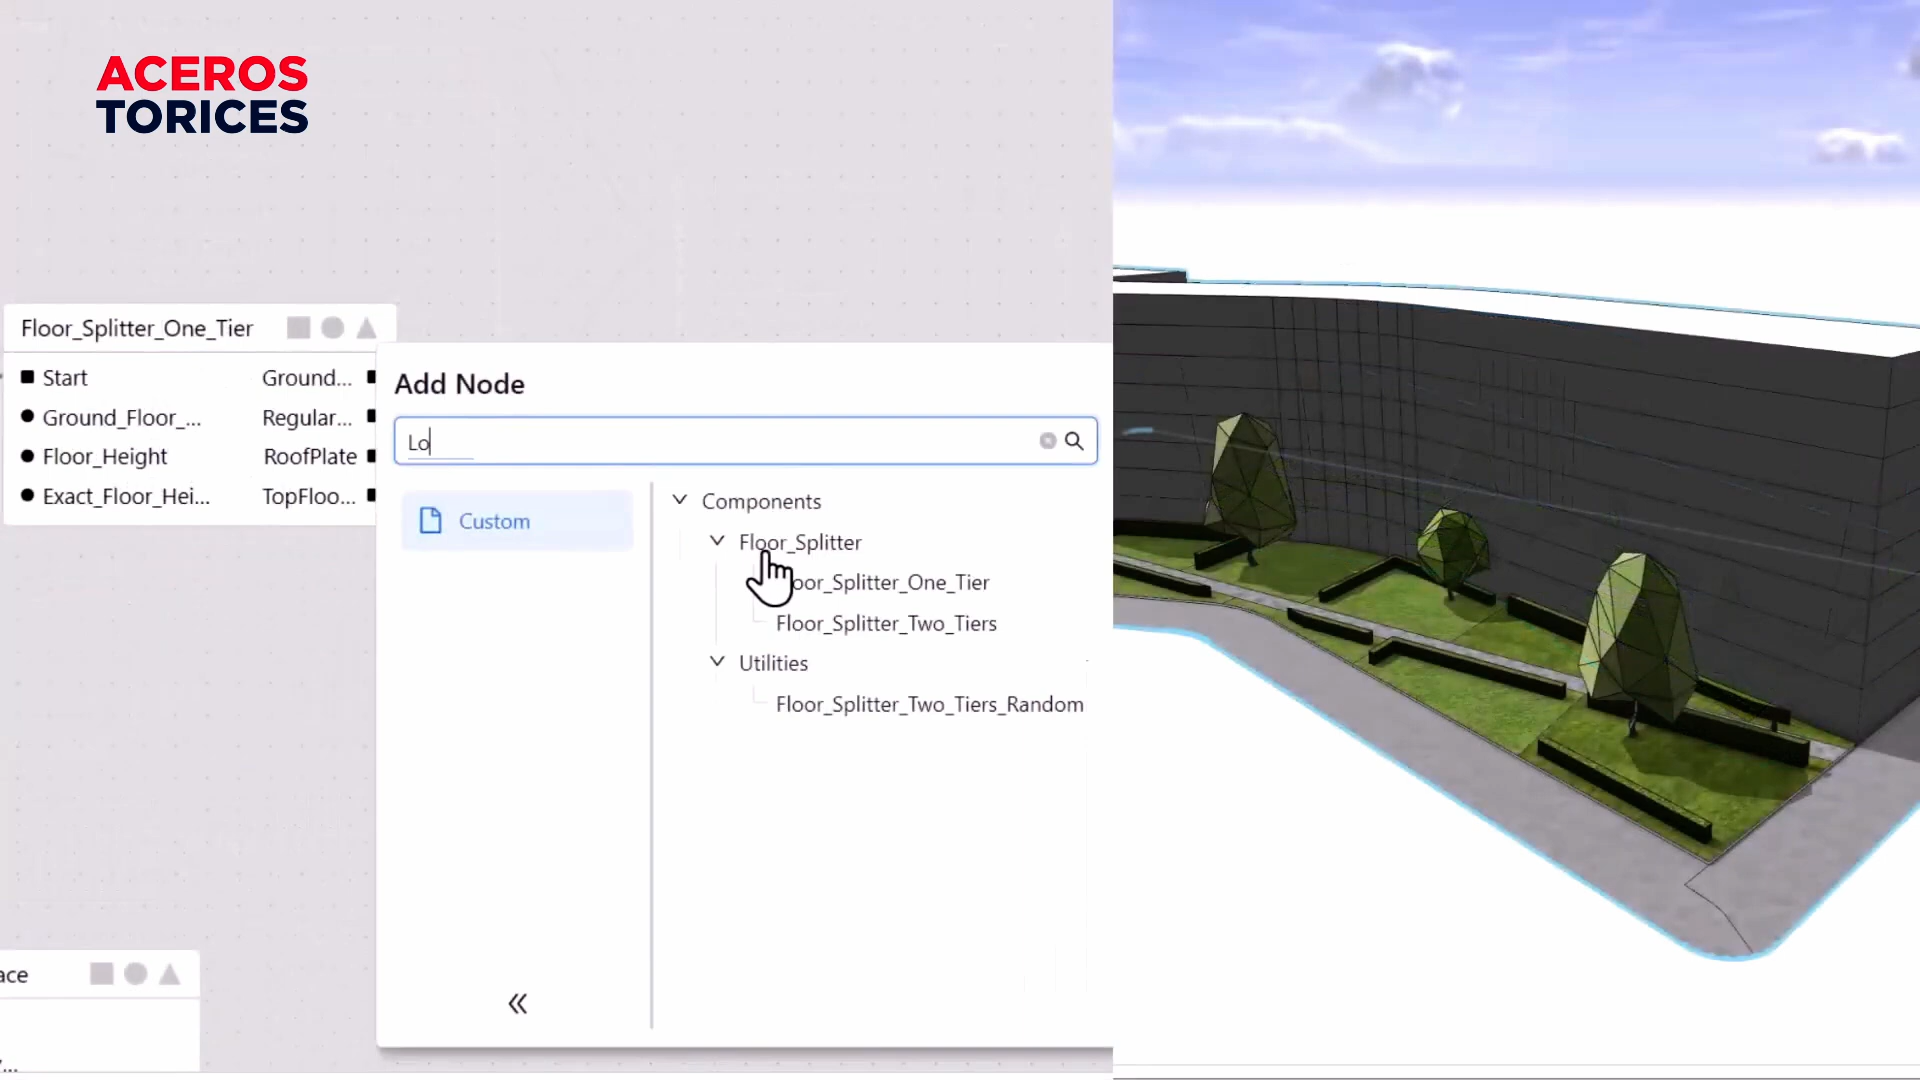 ACEROS
TORICES
Floor_Splitter_One_Tier
Start
Ground...
Ground_Floor_...
Regular...
Floor_Height
RoofPlate
Exact_Floor_Hei...
TopFloo...
Add Node
Lo
Custom
Components
Floor_Splitter
oor_Splitter_One_Tier
Floor_Splitter_Two_Tiers
Utilities
Floor_Splitter_Two_Tiers_Random
ace